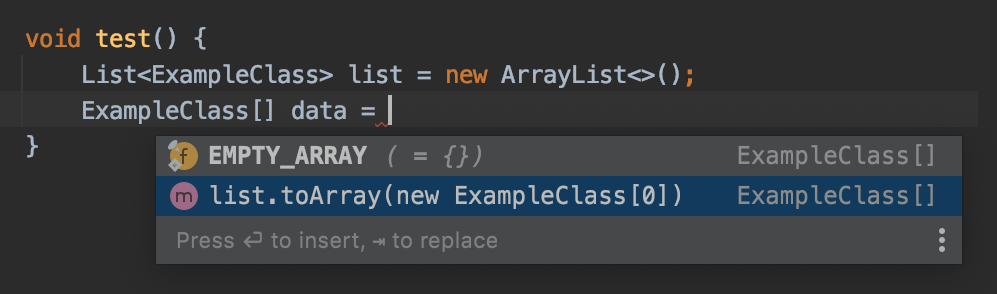 void test() {
List<ExampleClass> list = new ArrayList<>();
ExampleClass[] data =
}
f EMPTY_ARRAY ( = {}) ExampleClass[]
m list.toArray(new ExampleClass[0]) ExampleClass[]
Press ↩ to insert, ⇥ to replace